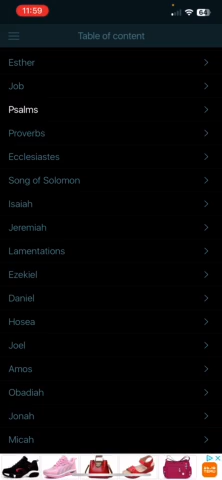 11:59
64
Table of content
Esther
Job
Psalms
Proverbs
Ecclesiastes
Song of Solomon
Isaiah
Jeremiah
Lamentations
Ezekiel
Daniel
Hosea
Joel
Amos
Obadiah
Jonah
Micah